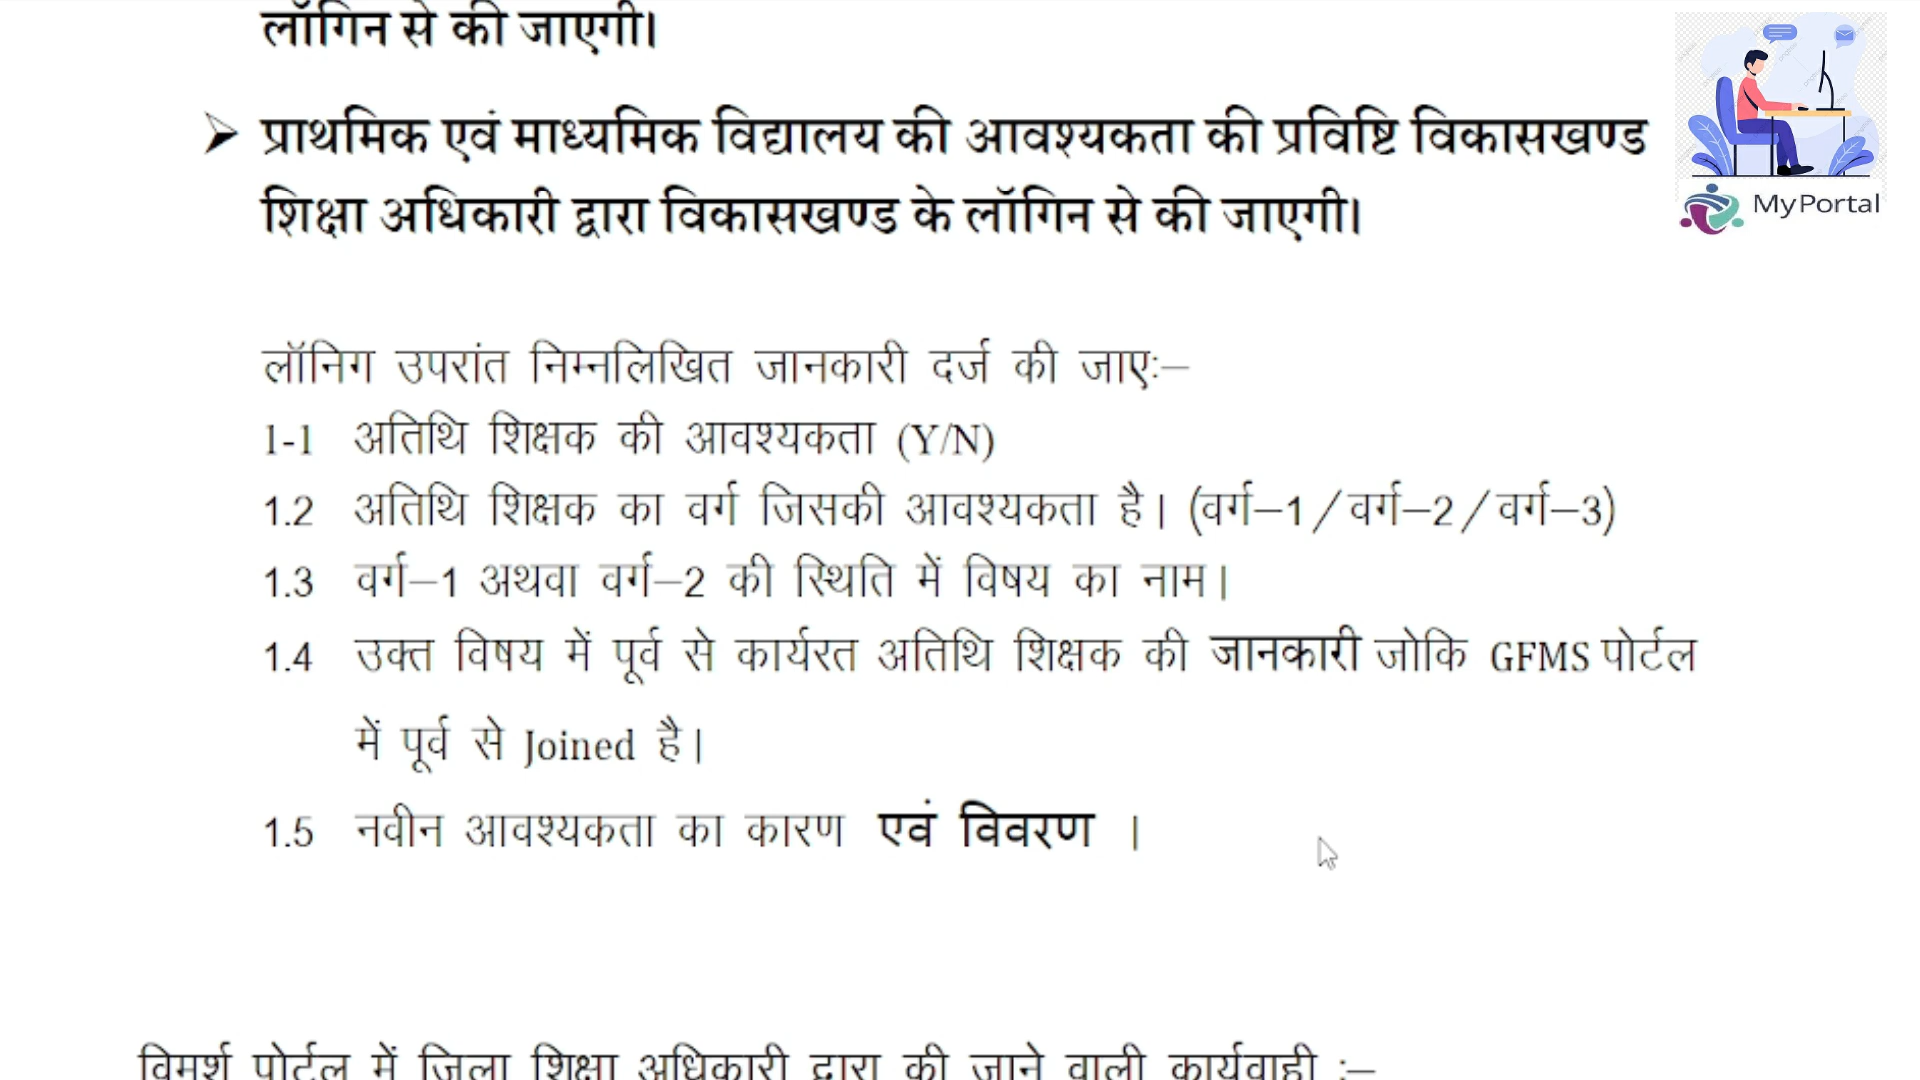 लॉगिन से की जाएगी।
➢ प्राथमिक एवं माध्यमिक विद्यालय की आवश्यकता की प्रविष्टि विकासखण्ड
शिक्षा अधिकारी द्वारा विकासखण्ड के लॉगिन से की जाएगी।
MyPortal
लॉनिग उपरांत निम्नलिखित जानकारी दर्ज की जाएः–
1-1 अतिथि शिक्षक की आवश्यकता (Y/N)
1.2 अतिथि शिक्षक का वर्ग जिसकी आवश्यकता है। (वर्ग–1/वर्ग–2/वर्ग–3)
1.3 वर्ग–1 अथवा वर्ग–2 की स्थिति में विषय का नाम।
1.4 उक्त विषय में पूर्व से कार्यरत अतिथि शिक्षक की जानकारी जोकि GFMS पोर्टल
में पूर्व से Joined है।
1.5 नवीन आवश्यकता का कारण एवं विवरण ।
विमर्श पोर्टल में जिला शिक्षा अधिकारी द्वारा की जाने वाली कार्यवाही :–